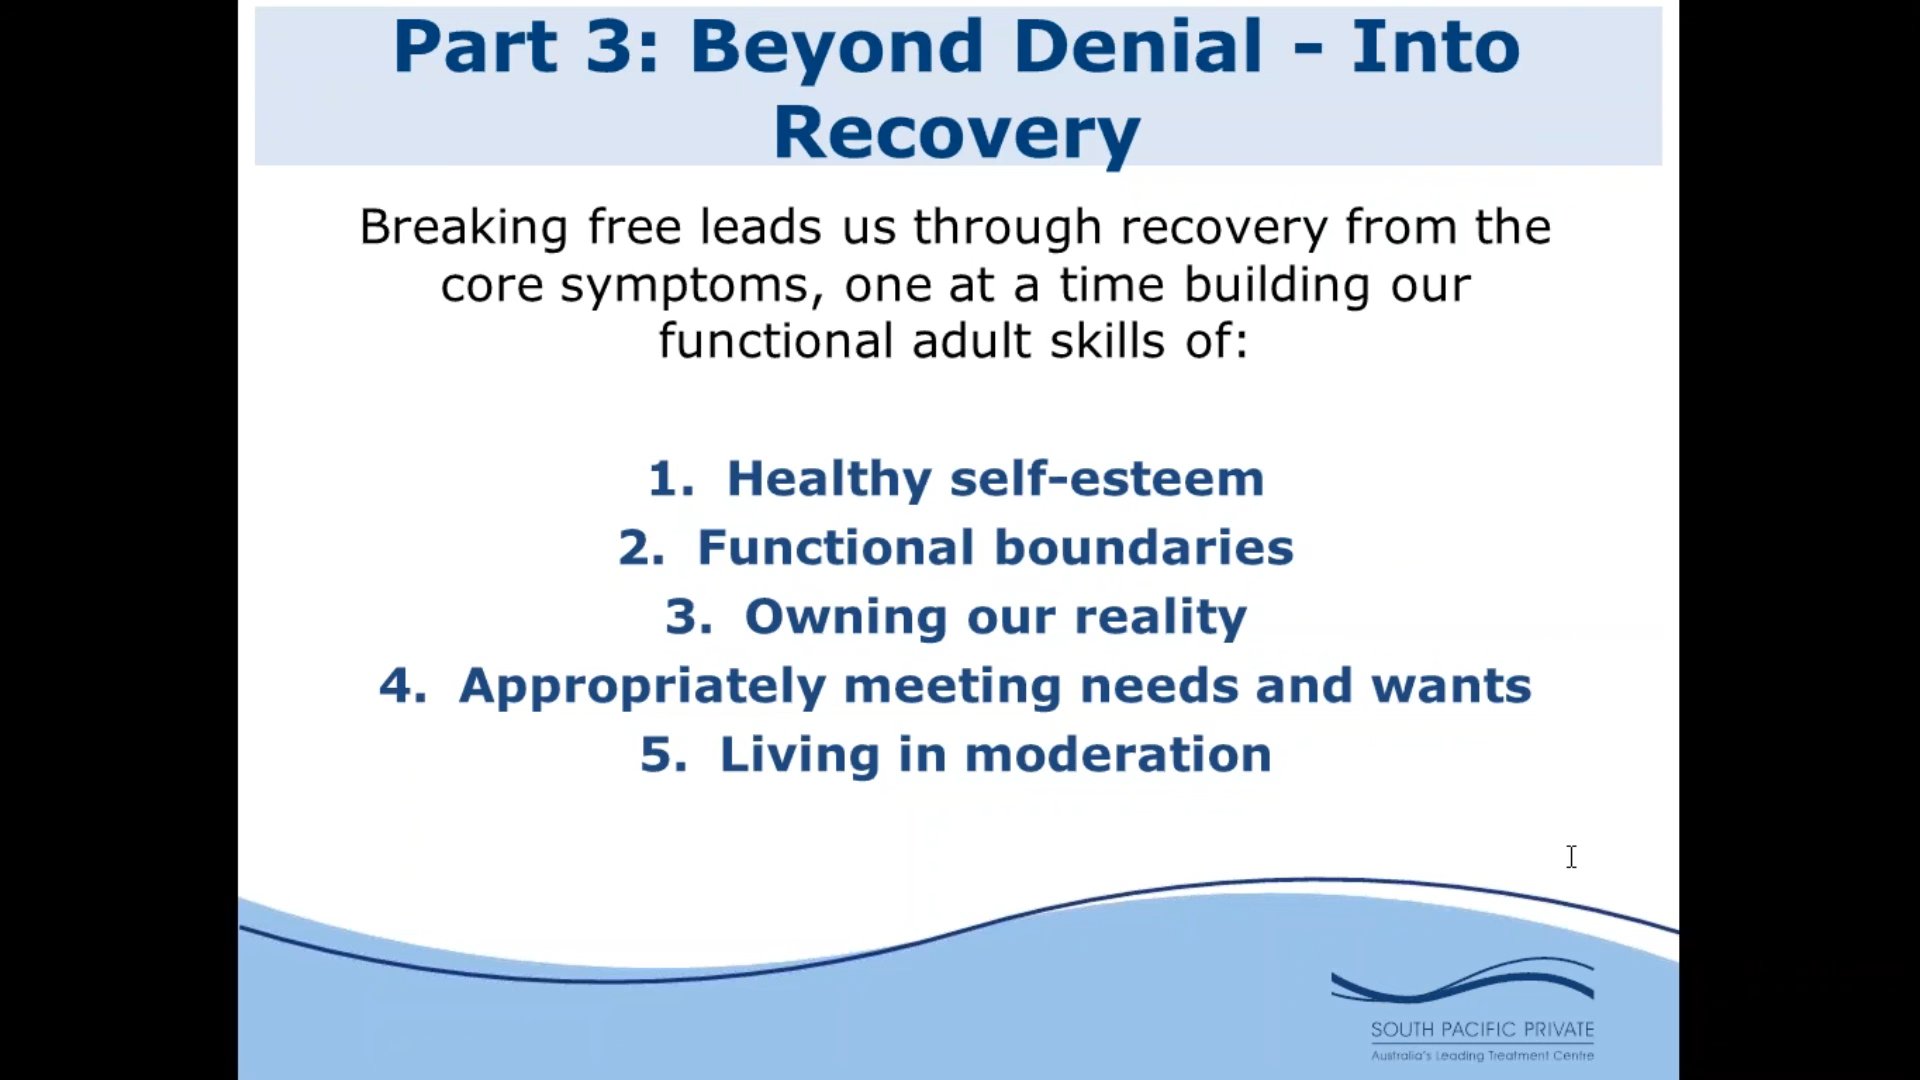 Part 3: Beyond Denial - Into
Recovery
Breaking free leads us through recovery from the
core symptoms, one at a time building our
functional adult skills of:
1. Healthy self-esteem
2. Functional boundaries
3. Owning our reality
4. Appropriately meeting needs and wants
5. Living in moderation
SOUTH PACIFIC PRIVATE
Australia's Leading Treatment Centre